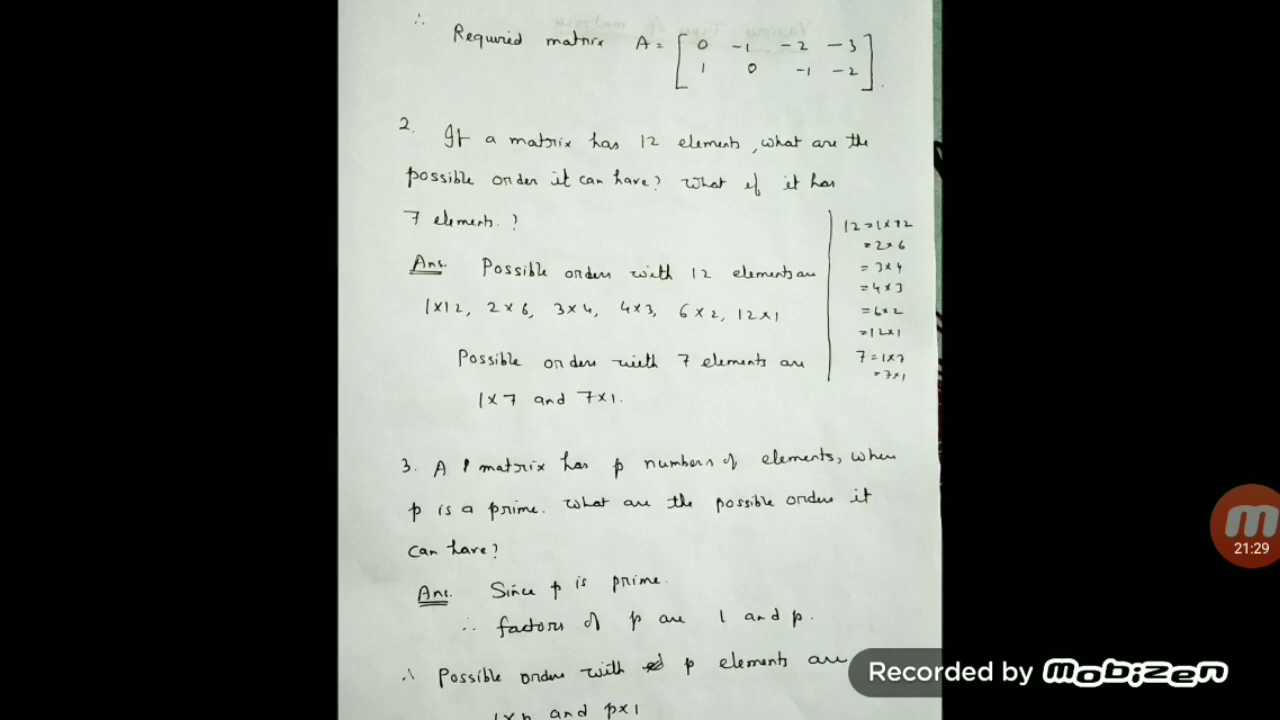 ∴
Required matrix A = [ 0 -1 -2 -3
1 0 -1 -2 ].
2. If a matrix has 12 elements, what are the
possible order it can have? What if it has
7 elements.?
Ans. Possible orders with 12 elements are
1×12, 2×6, 3×4, 4×3, 6×2, 12×1
Possible orders with 7 elements are
1×7 and 7×1.
12=1×12
=2×6
=3×4
=4×3
=6×2
=12×1
7=1×7
=7×1
3. A matrix has p numbers of elements, where
p is a prime. What are the possible orders it
can have?
Ans. Since p is prime.
∴ factors of p are 1 and p.
∴ Possible orders with p elements are
1×p and p×1
21:29
Recorded by mobizen